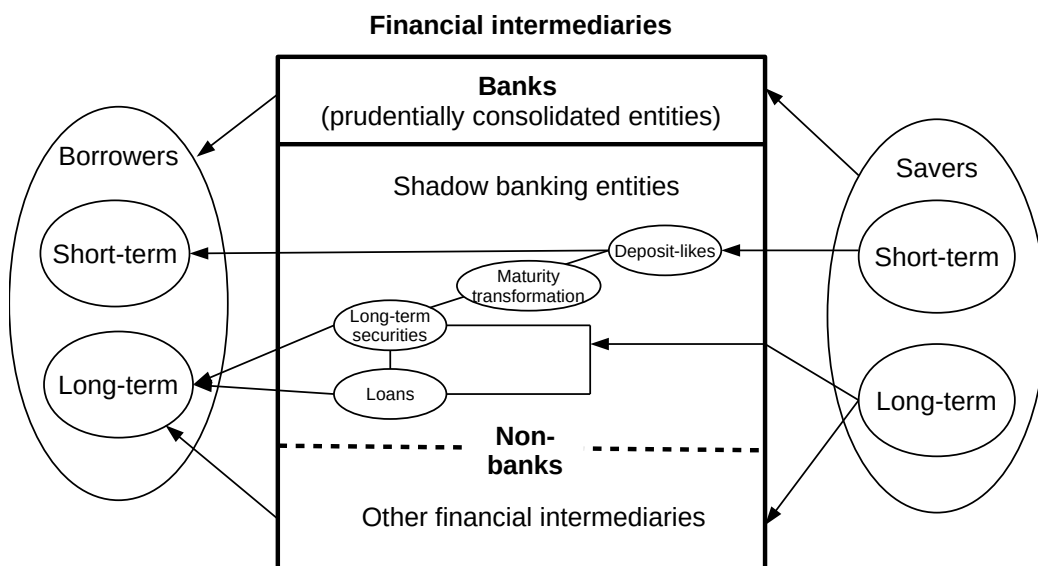 Financial intermediaries
Banks
(prudentially consolidated entities)
Borrowers
Savers
Shadow banking entities
Short-term
Deposit-likes
Short-term
Maturity
transformation
Long-term
securities
Long-term
Loans
Long-term
Non-
banks
Other financial intermediaries